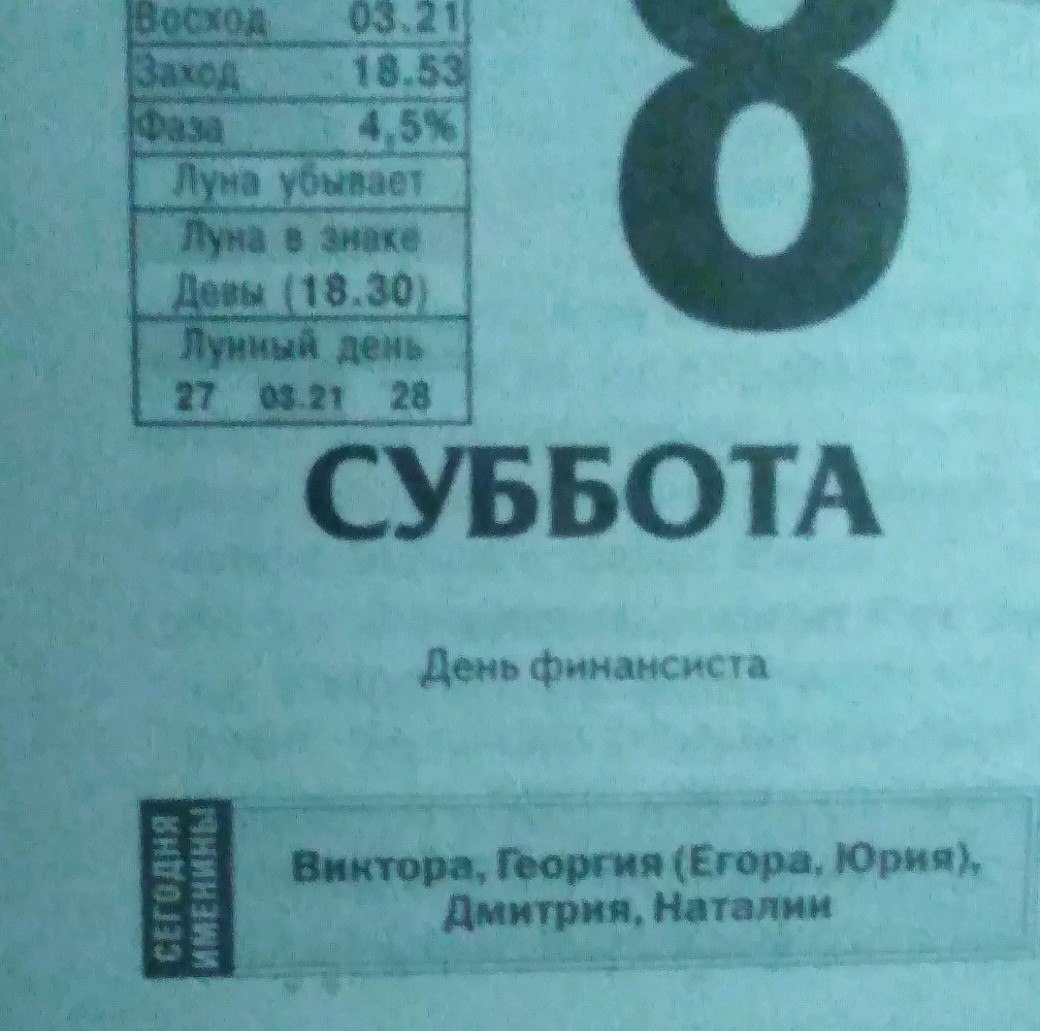 Восход 03.21
8
Заход 18.53
Фаза 4,5%
Луна убывает
Луна в знаке
Девы (18.30)
Лунный день
27 03.21 28
СУББОТА
День финансиста
СЕГОДНЯ
ИМЕНИНЫ
Виктора, Георгия (Егора, Юрия),
Дмитрия, Наталии